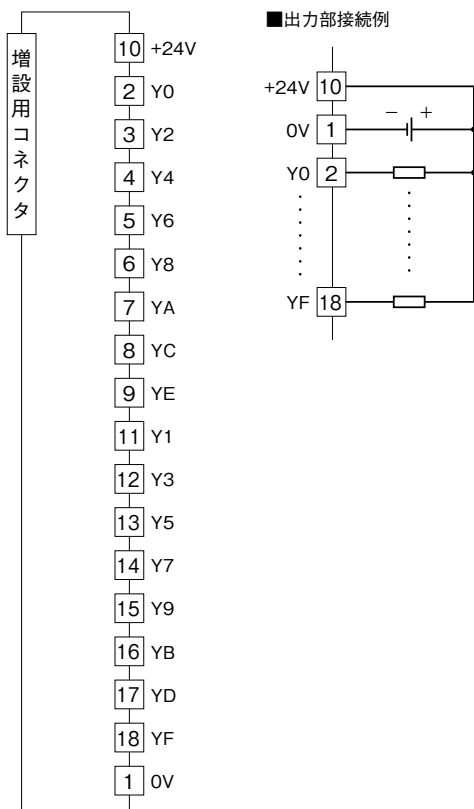 増設用コネクタ
10 +24V
2 Y0
3 Y2
4 Y4
5 Y6
6 Y8
7 YA
8 YC
9 YE
11 Y1
12 Y3
13 Y5
14 Y7
15 Y9
16 YB
17 YD
18 YF
1 0V
■出力部接続例
+24V 10
0V 1 − +
Y0 2
YF 18